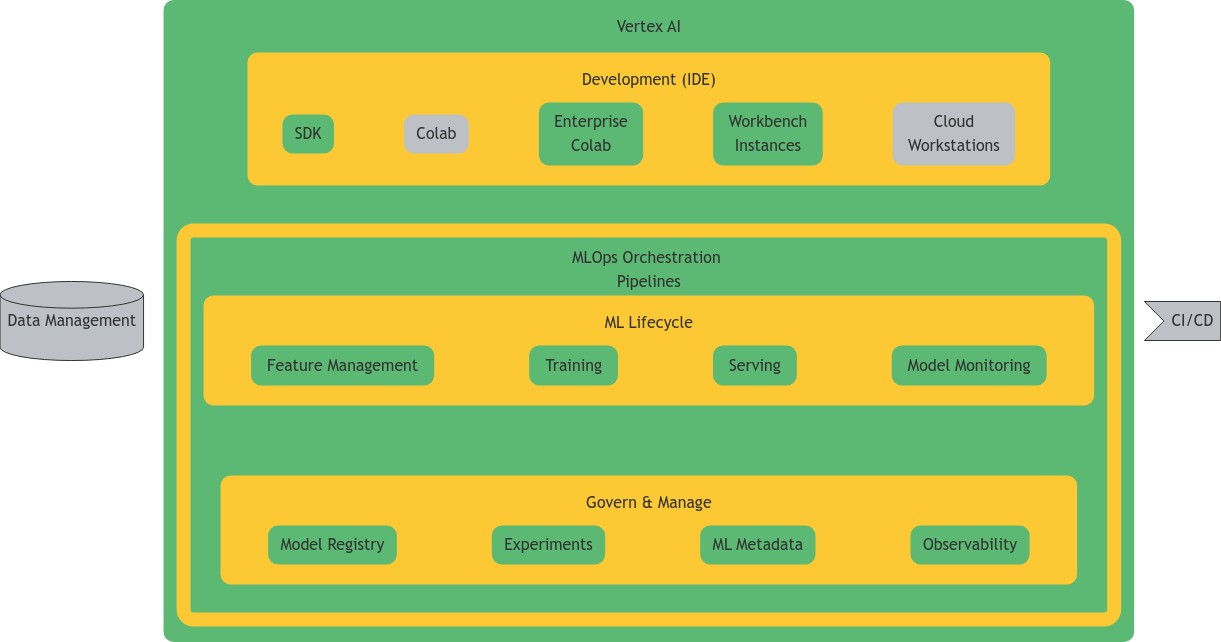 Vertex AI
Development (IDE)
SDK
Colab
Enterprise
Colab
Workbench
Instances
Cloud
Workstations
MLOps Orchestration
Pipelines
Data Management
ML Lifecycle
CI/CD
Feature Management
Training
Serving
Model Monitoring
Govern & Manage
Model Registry
Experiments
ML Metadata
Observability